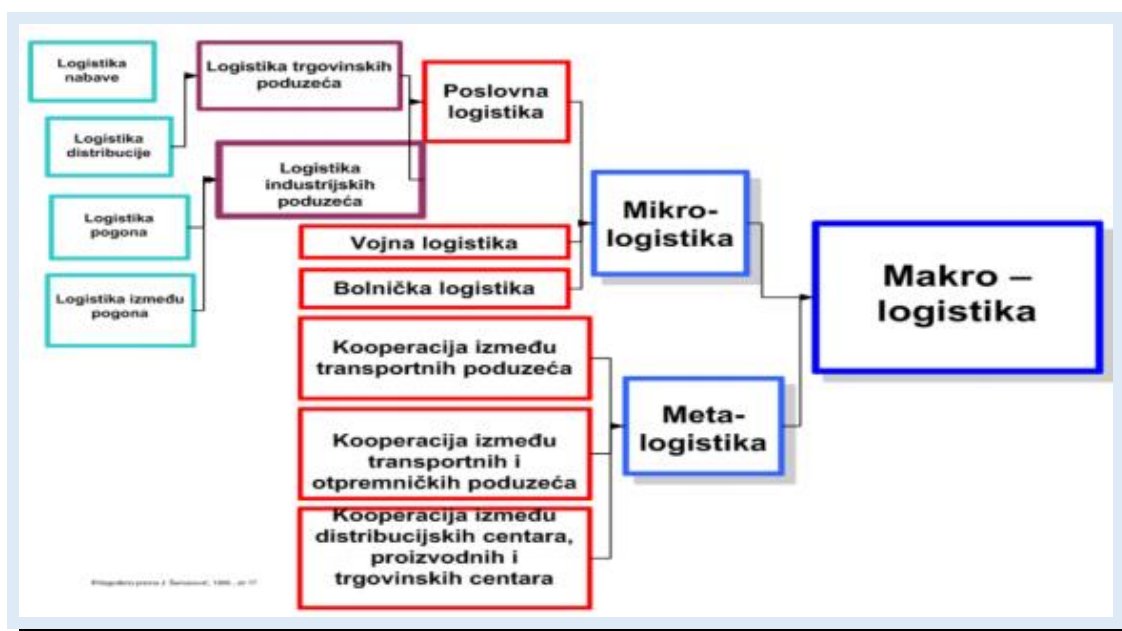 Logistika
nabave
Logistika
distribucije
Logistika
pogona
Logistika između
pogona
Logistika trgovinskih
poduzeća
Logistika
industrijskih
poduzeća
Poslovna
logistika
Vojna logistika
Bolnička logistika
Kooperacija između
transportnih poduzeća
Kooperacija između
transportnih i
otpremničkih poduzeća
Kooperacija između
distribucijskih centara,
proizvodnih i
trgovinskih centara
Mikro-
logistika
Meta-
logistika
Makro –
logistika